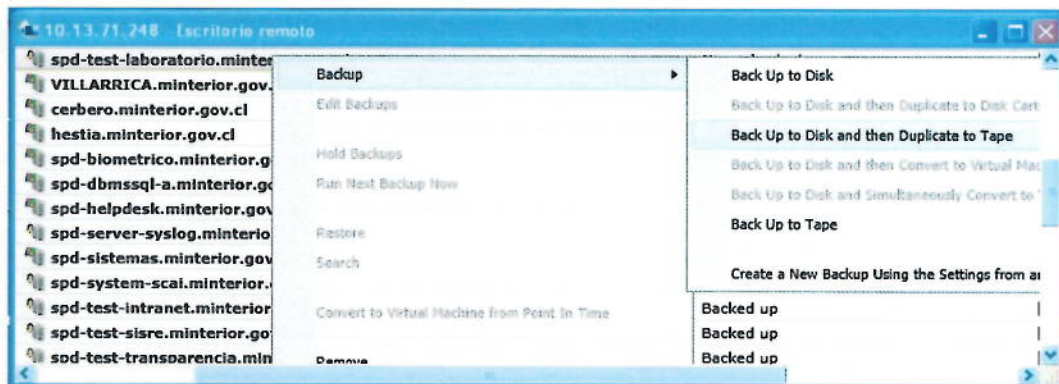 10.13.71.248 Escritorio remoto
spd-test-laboratorio.minter
VILLARRICA.minterior.gov.
cerbero.minterior.gov.cl
hestia.minterior.gov.cl
spd-biometrico.minterior.g
spd-dbmssql-a.minterior.go
spd-helpdesk.minterior.gov
spd-server-syslog.minterio
spd-sistemas.minterior.gov
spd-system-scai.minterior.
spd-test-intranet.minterior
spd-test-sisre.minterior.go
spd-test-transparencia.min
Backup
Edit Backups
Hold Backups
Run Next Backup Now
Restore
Search
Convert to Virtual Machine from Point In Time
Remove
Back Up to Disk
Back Up to Disk and then Duplicate to Disk Cart
Back Up to Disk and then Duplicate to Tape
Back Up to Disk and then Convert to Virtual Mac
Back Up to Disk and Simultaneously Convert to
Back Up to Tape
Create a New Backup Using the Settings from an
Backed up
Backed up
Backed up